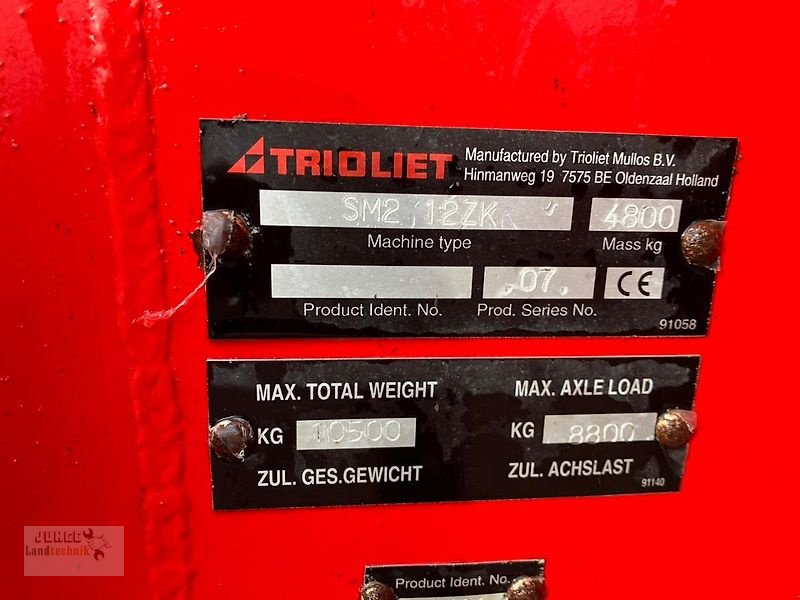 TRIOLIET
Manufactured by Trioliet Mullos B.V.
Hinmanweg 19 7575 BE Oldenzaal Holland
SM2 12ZK 4800
Machine type Mass kg
.07. CE
Product Ident. No. Prod. Series No.
91058
MAX. TOTAL WEIGHT MAX. AXLE LOAD
KG 10500 KG 8800
ZUL. GES.GEWICHT ZUL. ACHSLAST
91140
JUNGE
Landtechnik
Product Ident. No.